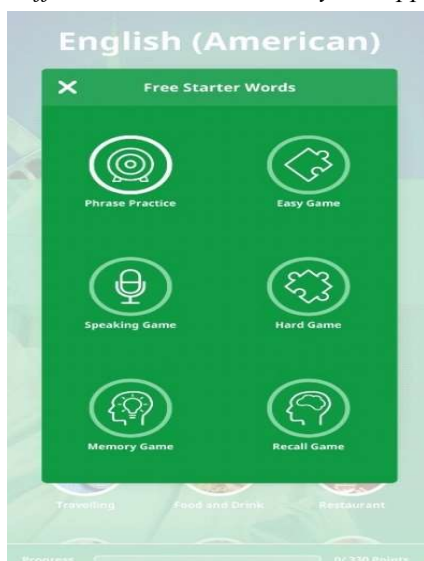 English (American)
Free Starter Words
Phrase Practice
Easy Game
Speaking Game
Hard Game
Memory Game
Recall Game
Travelling
Food and Drink
Restaurant
Progress
0/330 Points